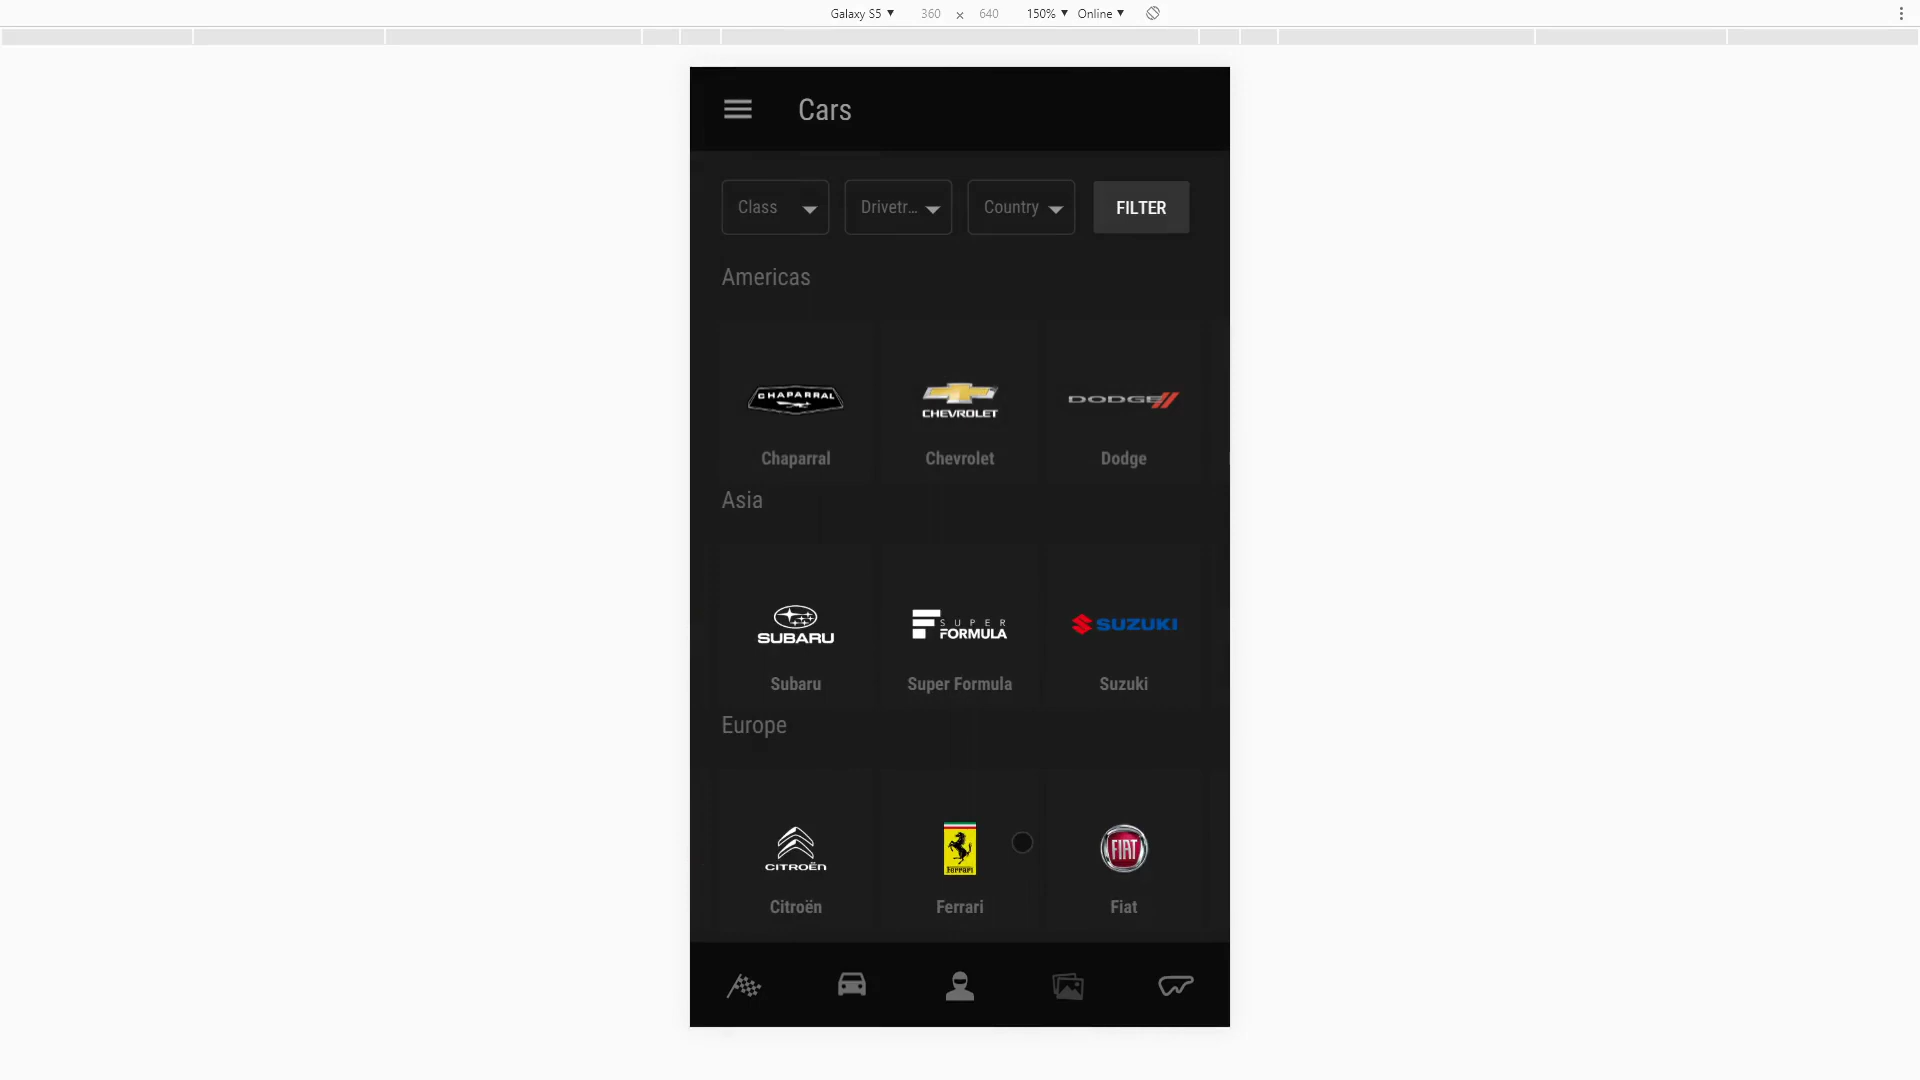 Galaxy S5 ▼ 360 x 640 150% ▼ Online ▼
Cars
Class Drivetr... Country FILTER
Americas
CHAPARRAL CHEVROLET DODGE
Chaparral Chevrolet Dodge
Asia
SUBARU SUPER FORMULA SUZUKI
Subaru Super Formula Suzuki
Europe
CITROËN Ferrari FIAT
Citroën Ferrari Fiat